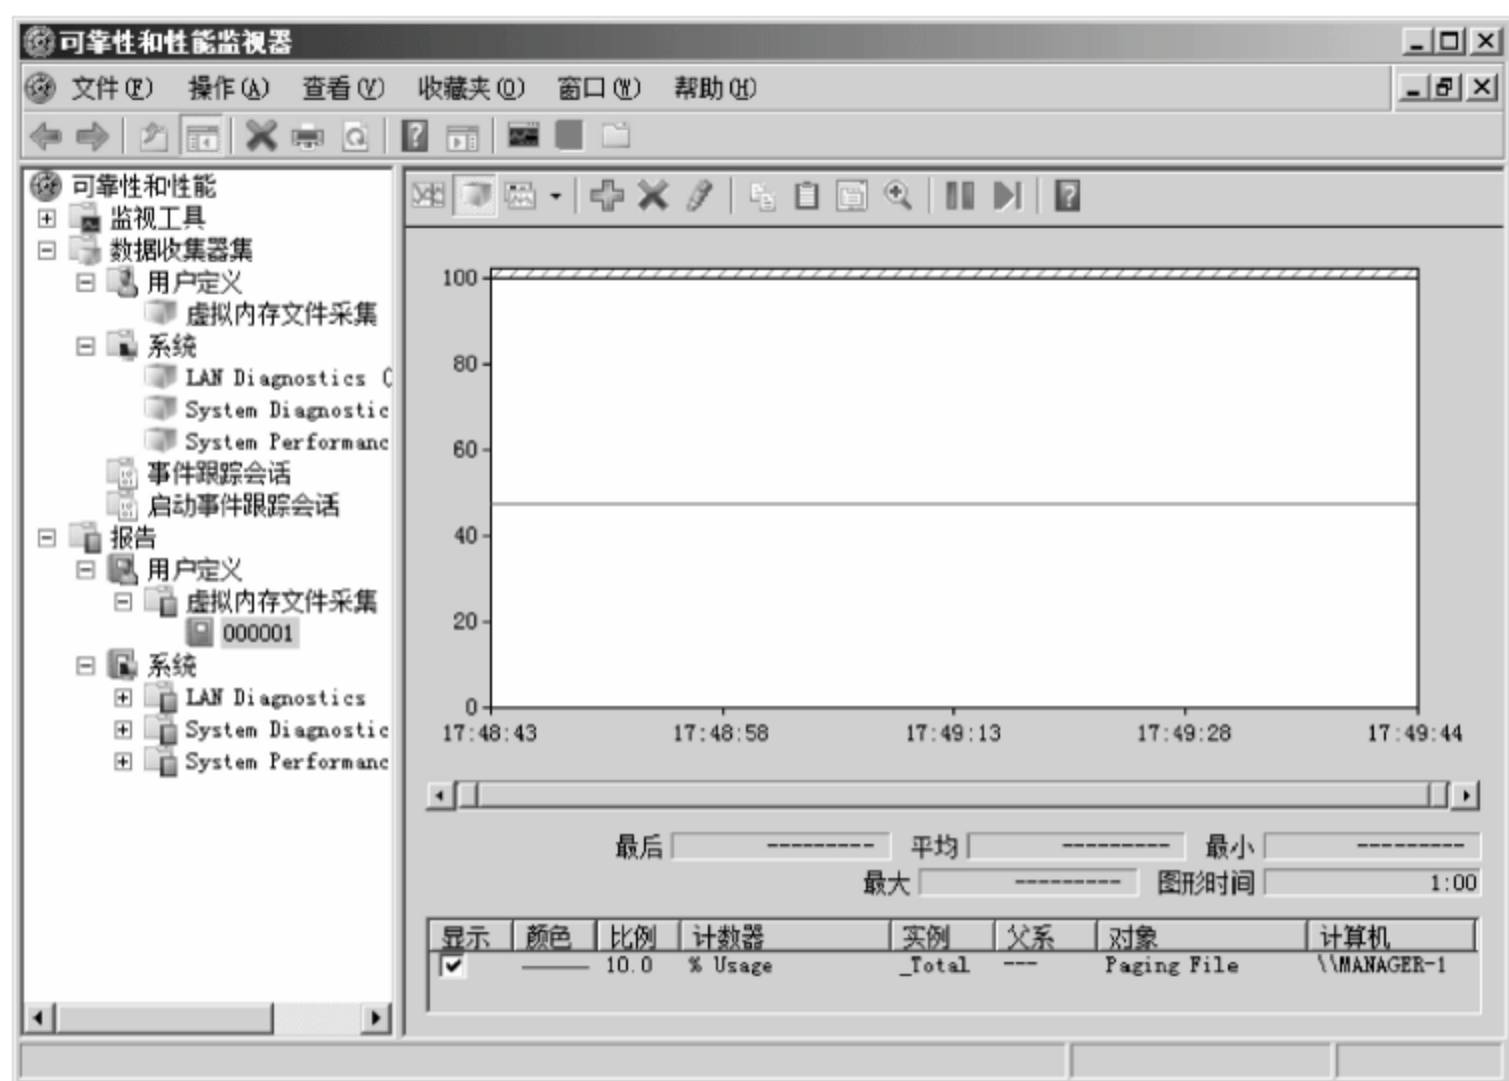 可靠性和性能监视器
文件(F) 操作(A) 查看(V) 收藏夹(O) 窗口(W) 帮助(H)
可靠性和性能
监视工具
数据收集器集
用户定义
虚拟内存文件采集
系统
LAN Diagnostics (
System Diagnostic
System Performanc
事件跟踪会话
启动事件跟踪会话
报告
用户定义
虚拟内存文件采集
000001
系统
LAN Diagnostics
System Diagnostic
System Performanc
100
80
60
40
20
0
17:48:43 17:48:58 17:49:13 17:49:28 17:49:44
最后 --------- 平均 --------- 最小 ---------
最大 --------- 图形时间 1:00
显示 颜色 比例 计数器 实例 父系 对象 计算机
10.0 % Usage _Total --- Paging File \\MANAGER-1